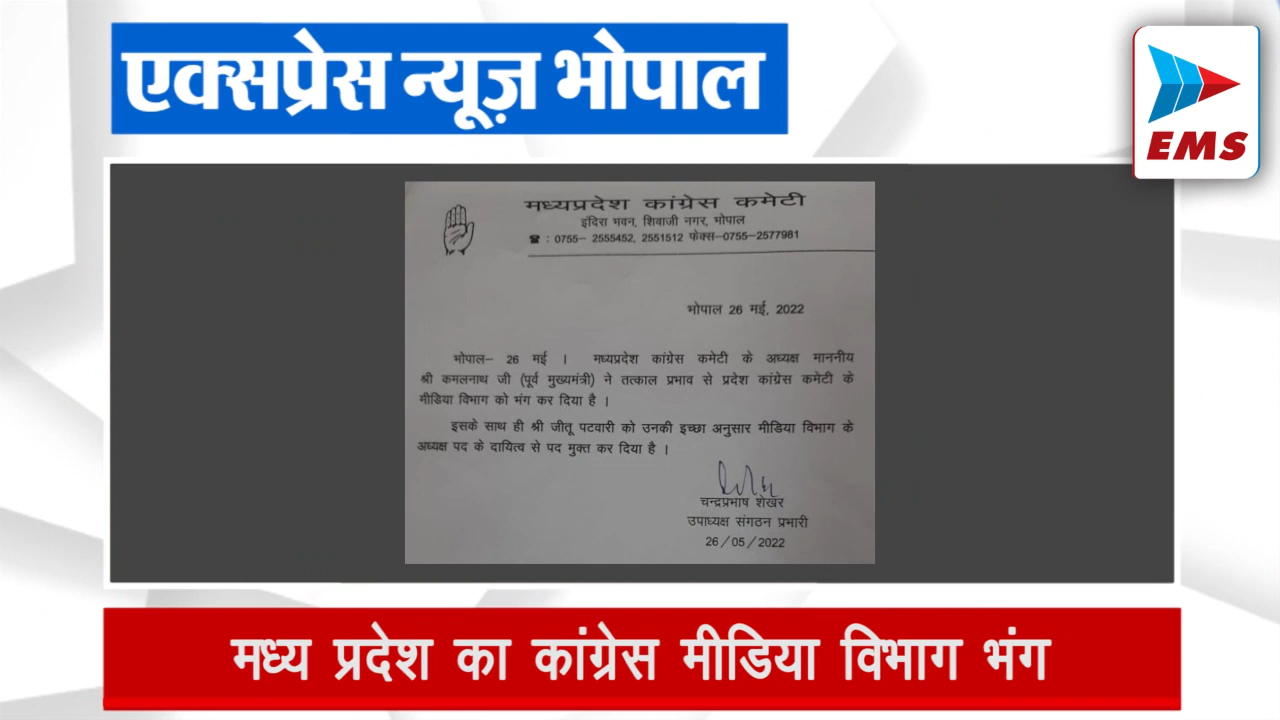 एक्सप्रेस न्यूज़ भोपाल
EMS
मध्यप्रदेश कांग्रेस कमेटी
इंदिरा भवन, शिवाजी नगर, भोपाल
☎ : 0755– 2555452, 2551512 फेक्स–0755–2577981
भोपाल 26 मई, 2022
भोपाल– 26 मई । मध्यप्रदेश कांग्रेस कमेटी के अध्यक्ष माननीय
श्री कमलनाथ जी (पूर्व मुख्यमंत्री) ने तत्काल प्रभाव से प्रदेश कांग्रेस कमेटी के
मीडिया विभाग को भंग कर दिया है ।
इसके साथ ही श्री जीतू पटवारी को उनकी इच्छा अनुसार मीडिया विभाग के
अध्यक्ष पद के दायित्व से पद मुक्त कर दिया है ।
चन्द्रप्रभाष शेखर
उपाध्यक्ष संगठन प्रभारी
26/05/2022
मध्य प्रदेश का कांग्रेस मीडिया विभाग भंग